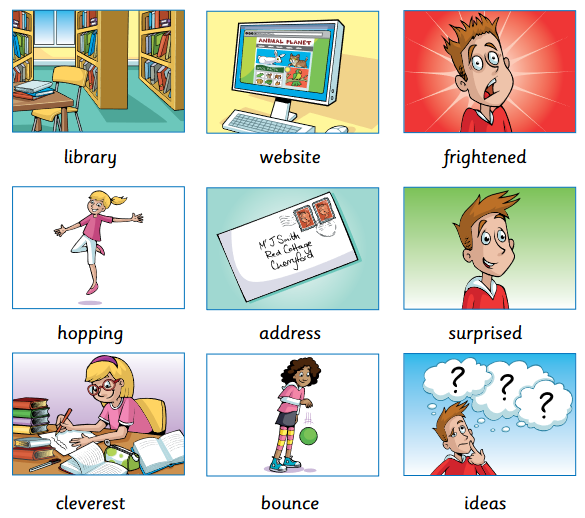 ANIMAL PLANET
library
website
frightened
M J Smith
Red Cottage
Cherryford
hopping
address
surprised
? ? ?
cleverest
bounce
ideas